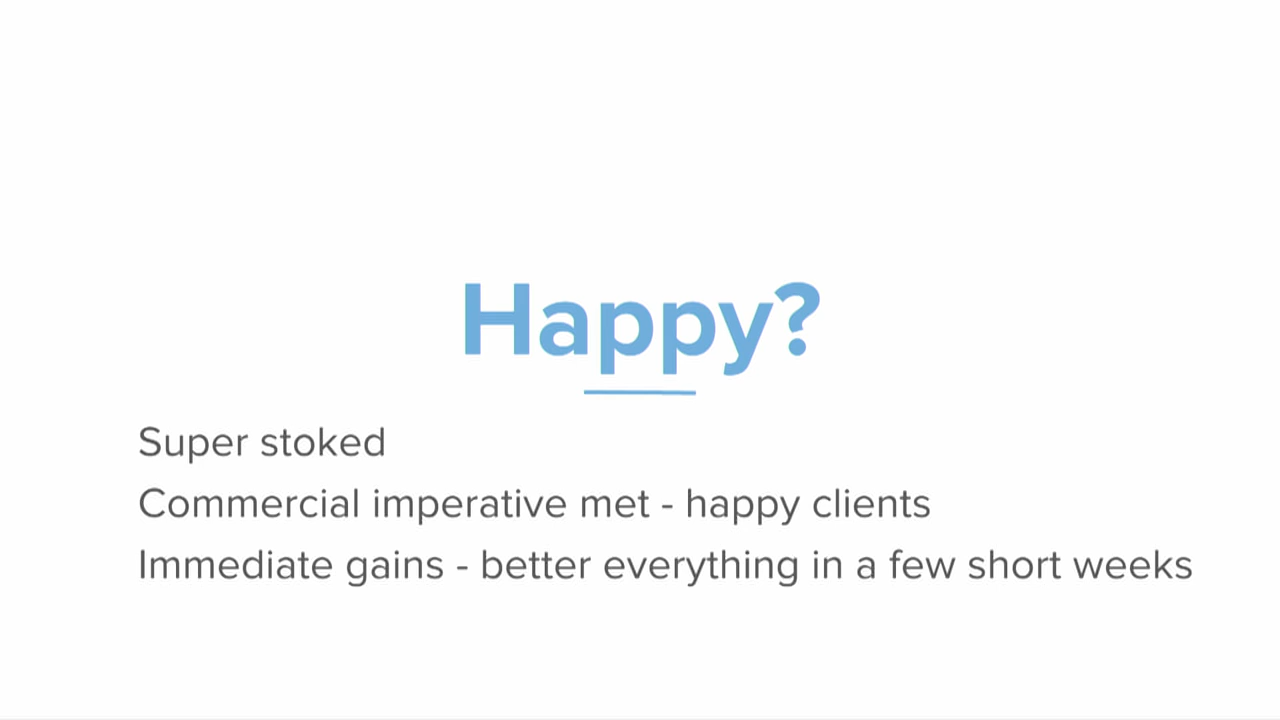 Happy?
Super stoked
Commercial imperative met - happy clients
Immediate gains - better everything in a few short weeks